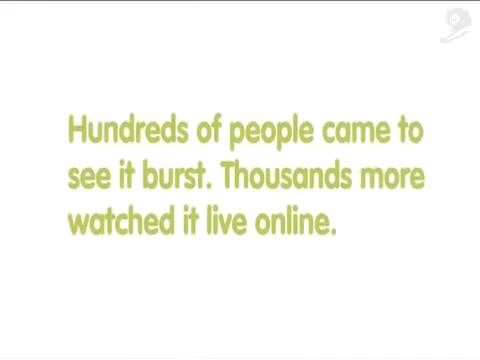 Hundreds of people came to
see it burst. Thousands more
watched it live online.